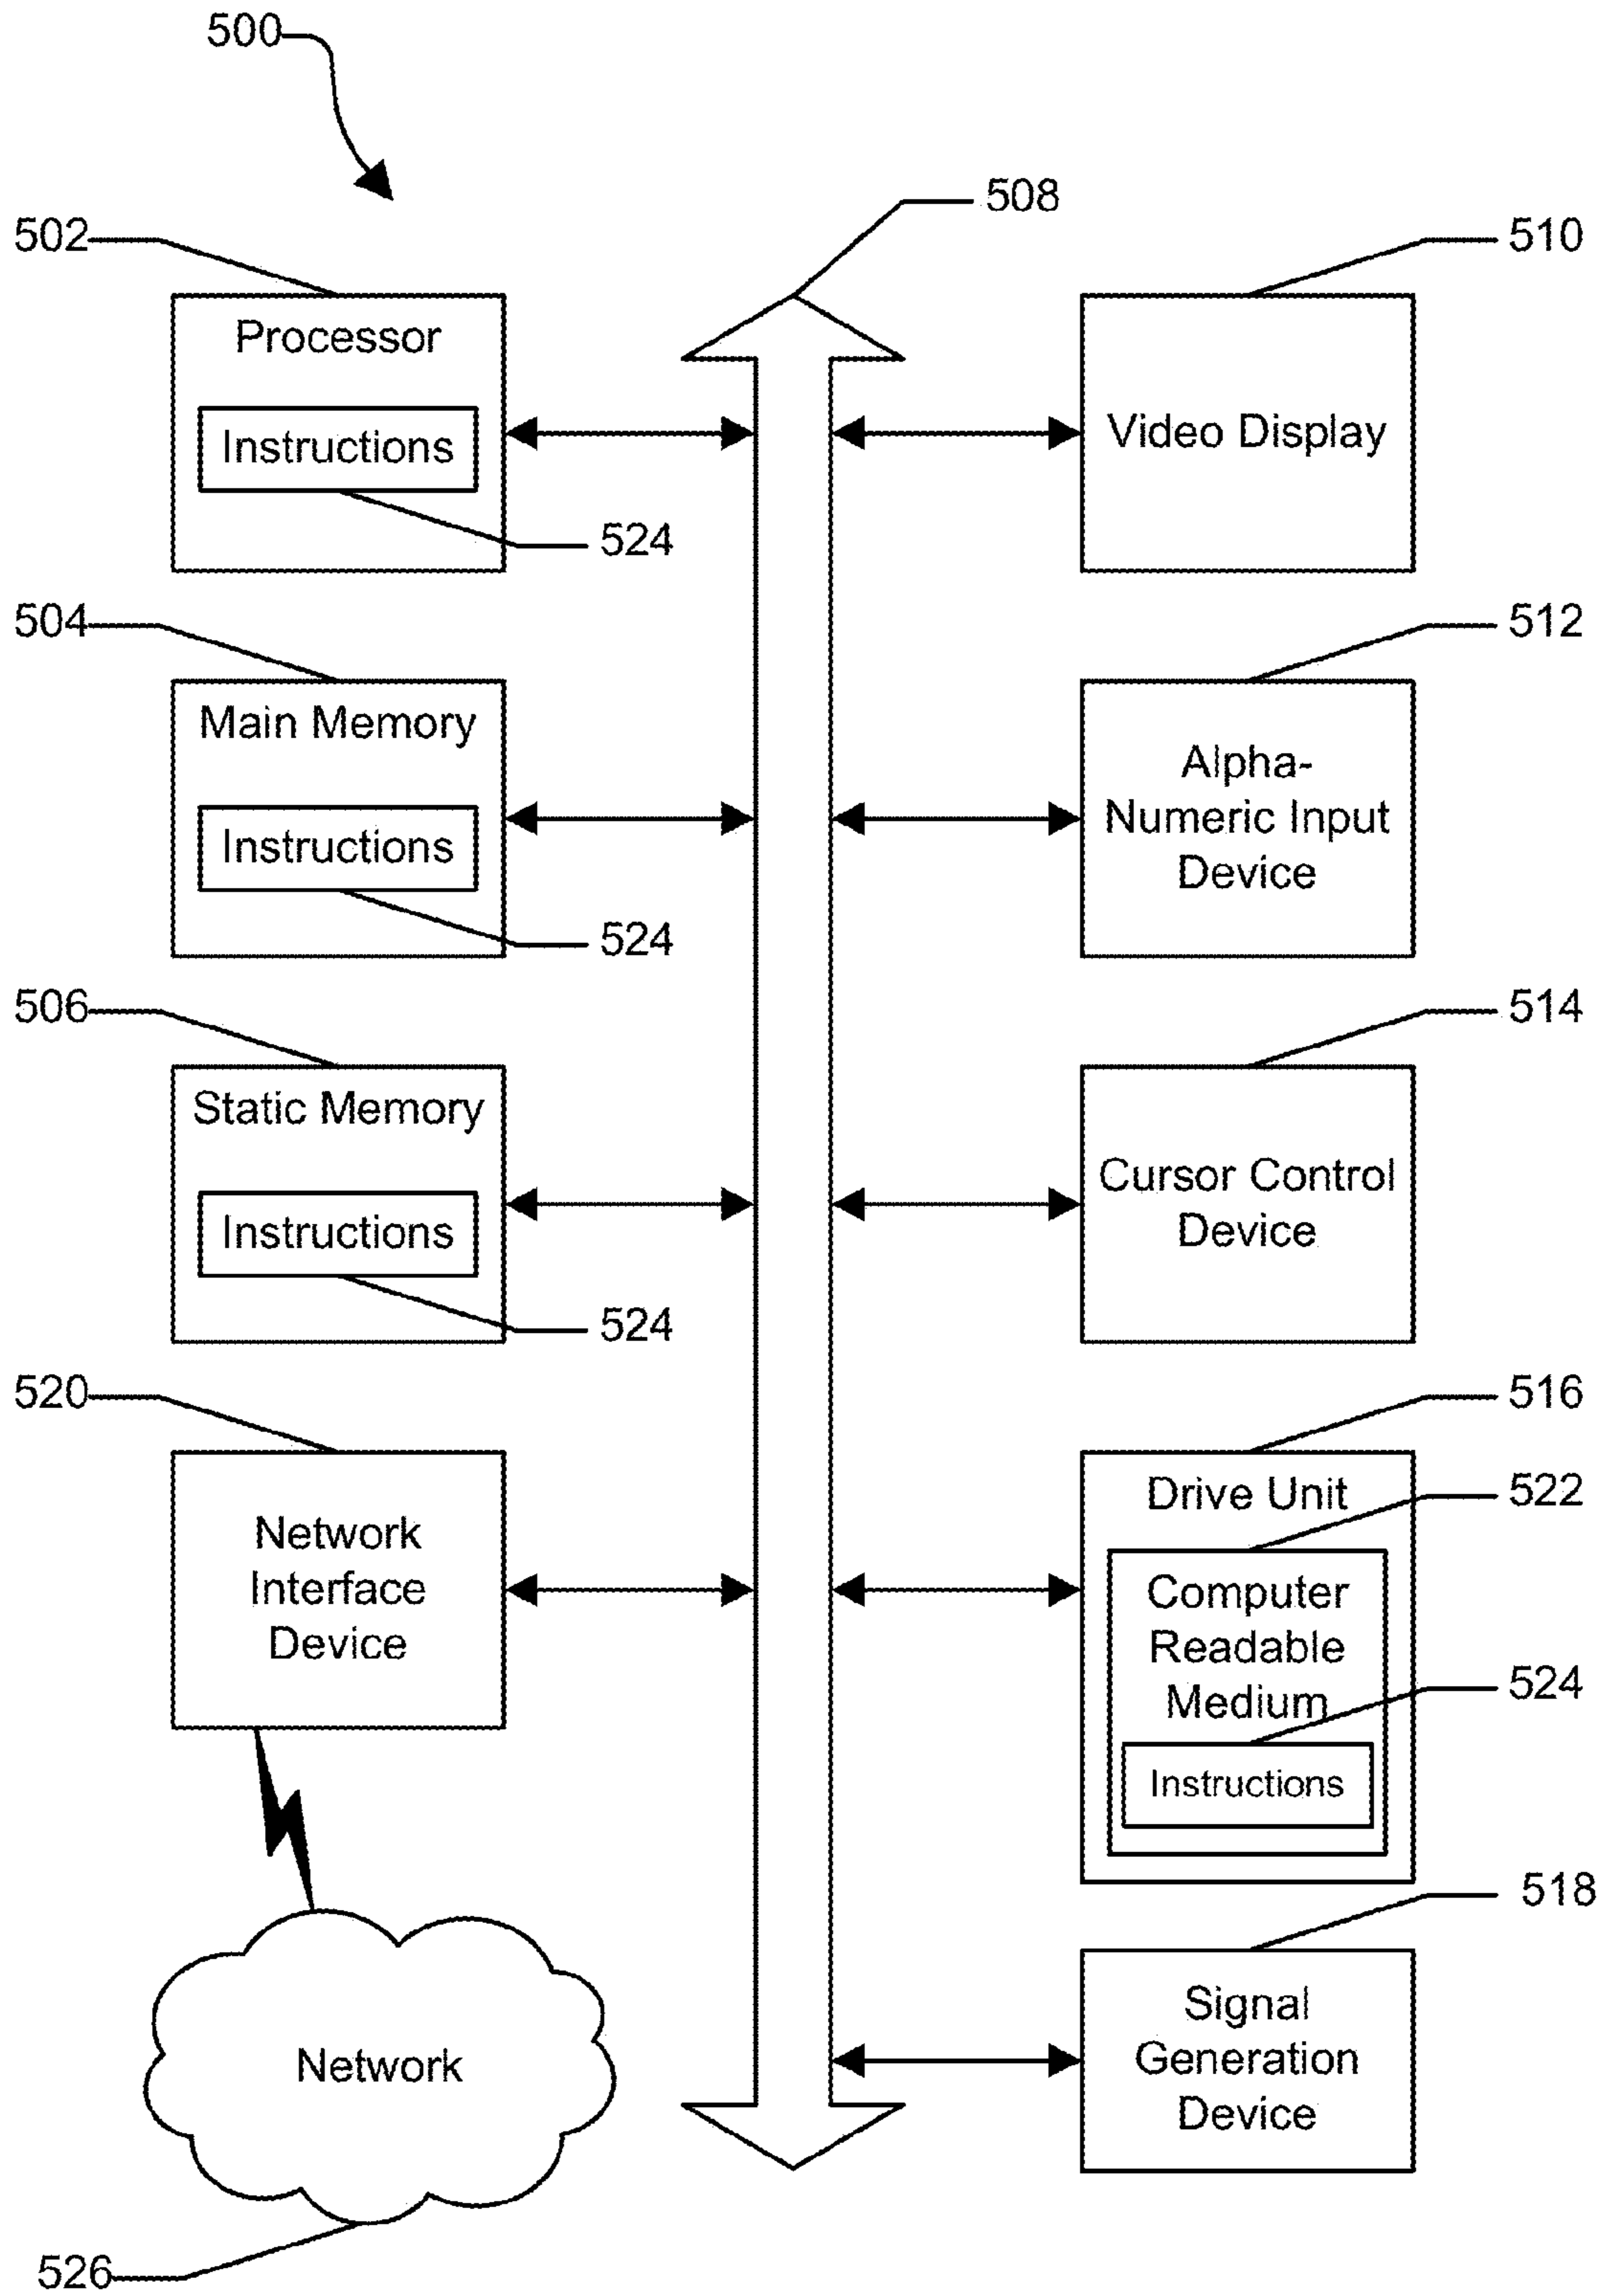 500
508
502
510
Processor
Instructions
524
Video Display
504
512
Main Memory
Instructions
524
Alpha-
Numeric Input
Device
506
514
Static Memory
Instructions
524
Cursor Control
Device
520
516
Network
Interface
Device
Drive Unit
522
Computer
Readable
Medium
524
Instructions
518
Signal
Generation
Device
Network
526